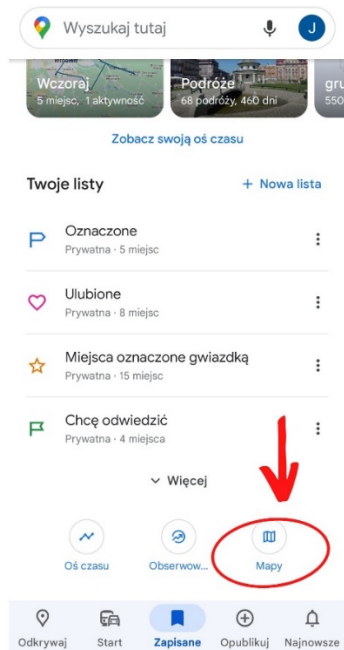 Wyszukaj tutaj
J
Wczoraj
5 miejsc, 1 aktywność
Podróże
68 podróży, 460 dni
gru
550
Zobacz swoją oś czasu
Twoje listy
+ Nowa lista
Oznaczone
Prywatna · 5 miejsc
Ulubione
Prywatna · 8 miejsc
Miejsca oznaczone gwiazdką
Prywatna · 15 miejsc
Chcę odwiedzić
Prywatna · 4 miejsca
Więcej
Oś czasu
Obserwow...
Mapy
Odkrywaj
Start
Zapisane
Opublikuj
Najnowsze